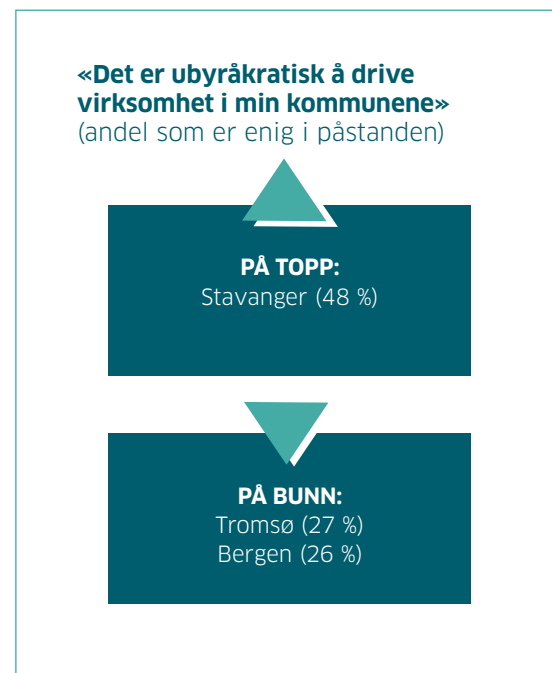 «Det er ubyråkratisk å drive
virksomhet i min kommunene»
(andel som er enig i påstanden)
PÅ TOPP:
Stavanger (48 %)
PÅ BUNN:
Tromsø (27 %)
Bergen (26 %)